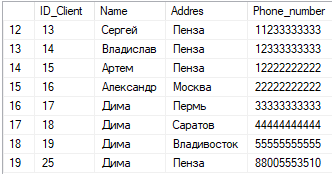 ID_Client Name Addres Phone_number
12 13 Сергей Пенза 11233333333
13 14 Владислав Пенза 12333333333
14 15 Артем Пенза 12222222222
15 16 Александр Москва 22222222222
16 17 Дима Пермь 33333333333
17 18 Дима Саратов 44444444444
18 19 Дима Владивосток 55555555555
19 25 Дима Пенза 88005553510